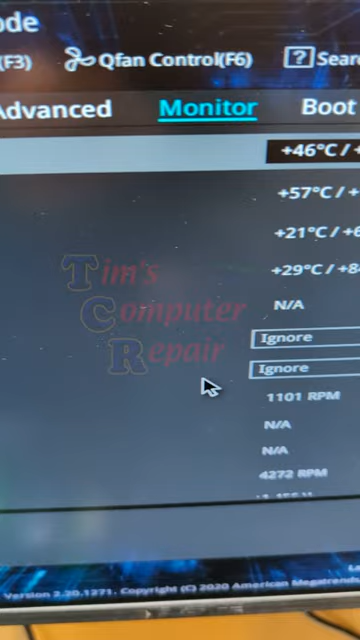 ode
(F3)
Qfan Control(F6)
?
Sear
Advanced
Monitor
Boot
+46°C / +
+57°C / +
+21°C / +6
+29°C / +8
N/A
Ignore
Ignore
1101 RPM
N/A
N/A
4272 RPM
Tim's
Computer
Repair
Version 2.20.1271. Copyright (C) 2020 American Megatrends